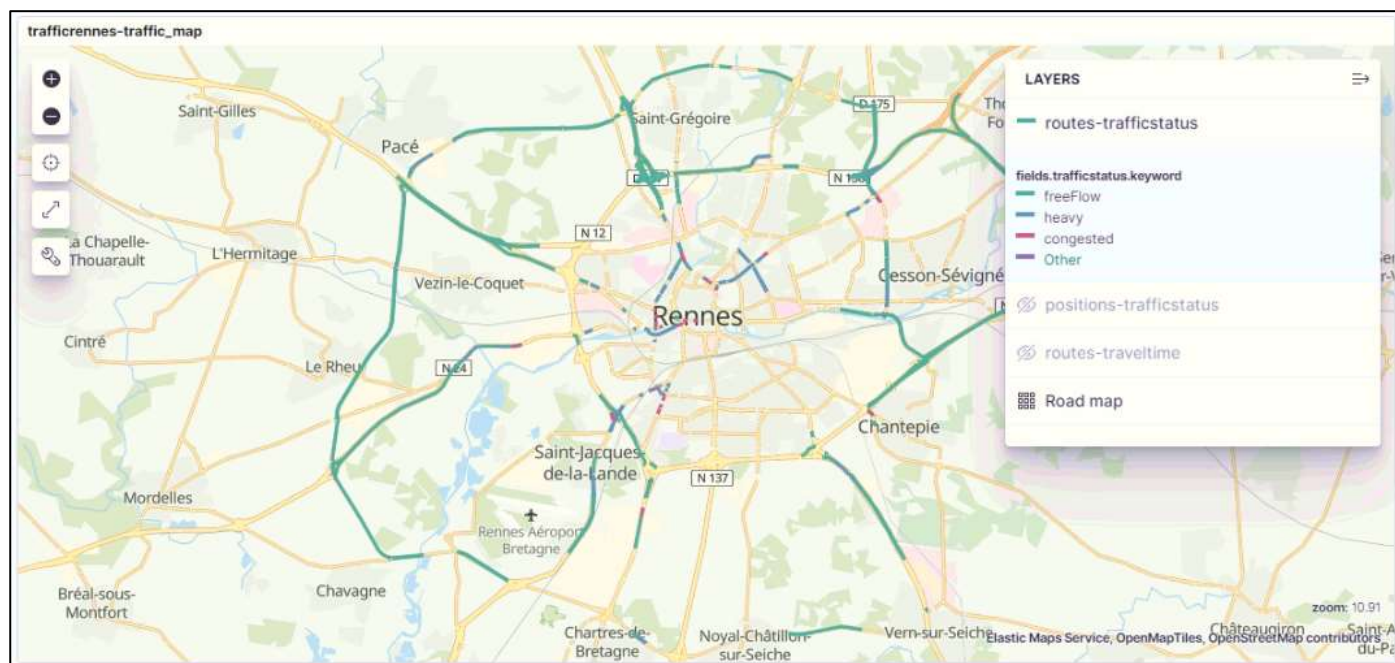 trafficrennes-traffic_map
LAYERS
routes-trafficstatus
fields.trafficstatus.keyword
freeFlow
heavy
congested
Other
positions-trafficstatus
routes-traveltime
Road map
Saint-Gilles
Pacé
Saint-Grégoire
D 175
N 12
La Chapelle-
Thouarault
L'Hermitage
Vezin-le-Coquet
Cesson-Sévigné
Rennes
Cintré
Le Rheu
N 24
Chantepie
Saint-Jacques-
de-la-Lande
N 137
Mordelles
Rennes Aéroport
Bretagne
Bréal-sous-
Montfort
Chavagne
Chartres-de-
Bretagne
Noyal-Châtillon-
sur-Seiche
Vern-sur-Seiche
Châteaugiron
zoom: 10.91
Elastic Maps Service, OpenMapTiles, OpenStreetMap contributors